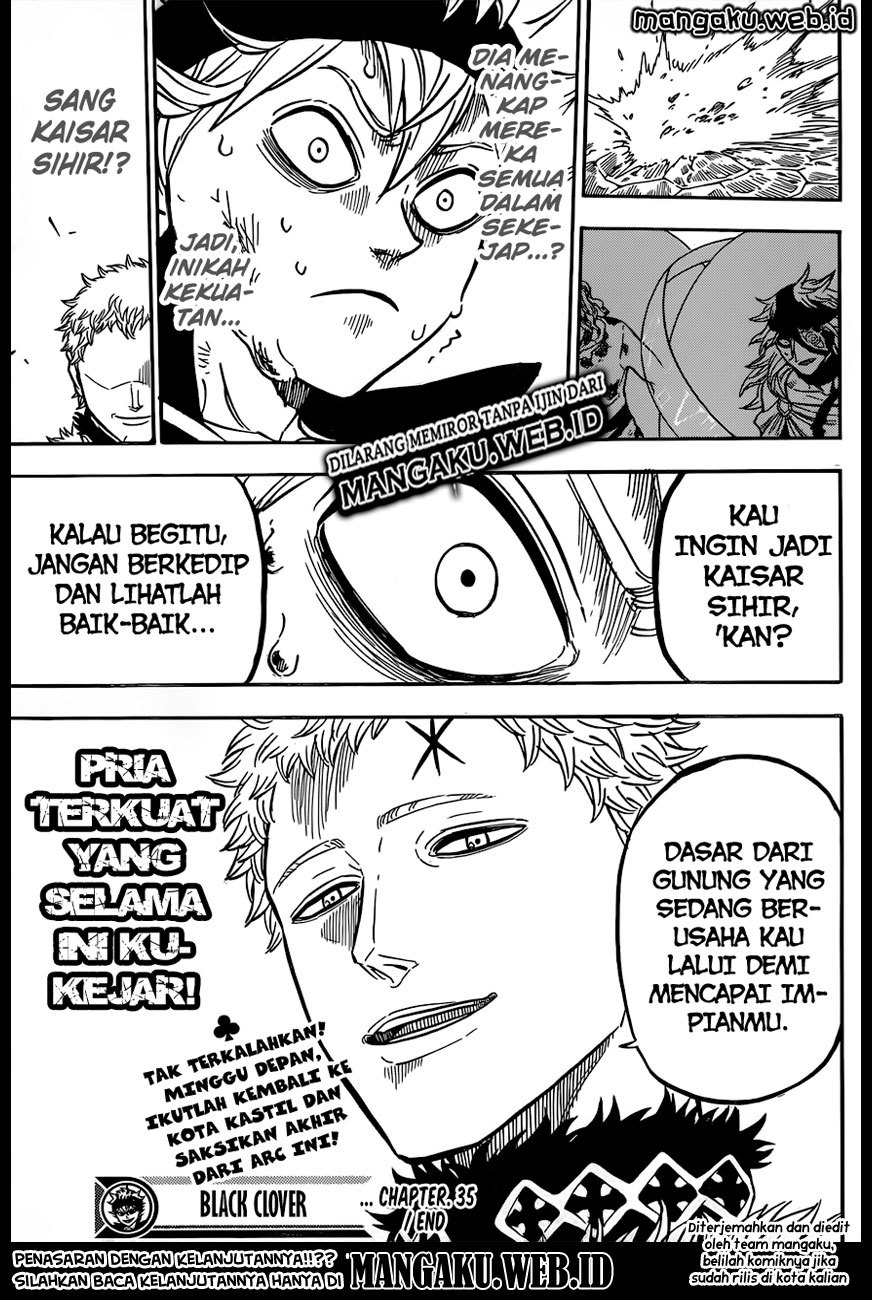 mangaku.web.id
DIA ME-
NANG-
KAP
MERE-
KA
SEMUA
DALAM
SEKE-
JAP...?
JADI,
INIKAH
KEKUA-
TAN...
SANG
KAISAR
SIHIR!?
DILARANG MEMIROR TANPA IJIN DARI
MANGAKU.WEB.ID
KAU
INGIN JADI
KAISAR
SIHIR,
'KAN?
KALAU BEGITU,
JANGAN BERKEDIP
DAN LIHATLAH
BAIK-BAIK...
DASAR DARI
GUNUNG YANG
SEDANG BER-
USAHA KAU
LALUI DEMI
MENCAPAI IM-
PIANMU.
PRIA
TERKUAT
YANG
SELAMA
INI KU-
KEJAR!
TAK TERKALAHKAN!
MINGGU DEPAN,
IKUTLAH KEMBALI KE
KOTA KASTIL DAN
SAKSIKAN AKHIR
DARI ARC INI!
BLACK CLOVER
... CHAPTER. 35
/ END
Diterjemahkan dan diedit
oleh team mangaku,
belilah komiknya jika
sudah rilis di kota kalian
PENASARAN DENGAN KELANJUTANNYA!!??
SILAHKAN BACA KELANJUTANNYA HANYA DI
MANGAKU.WEB.ID